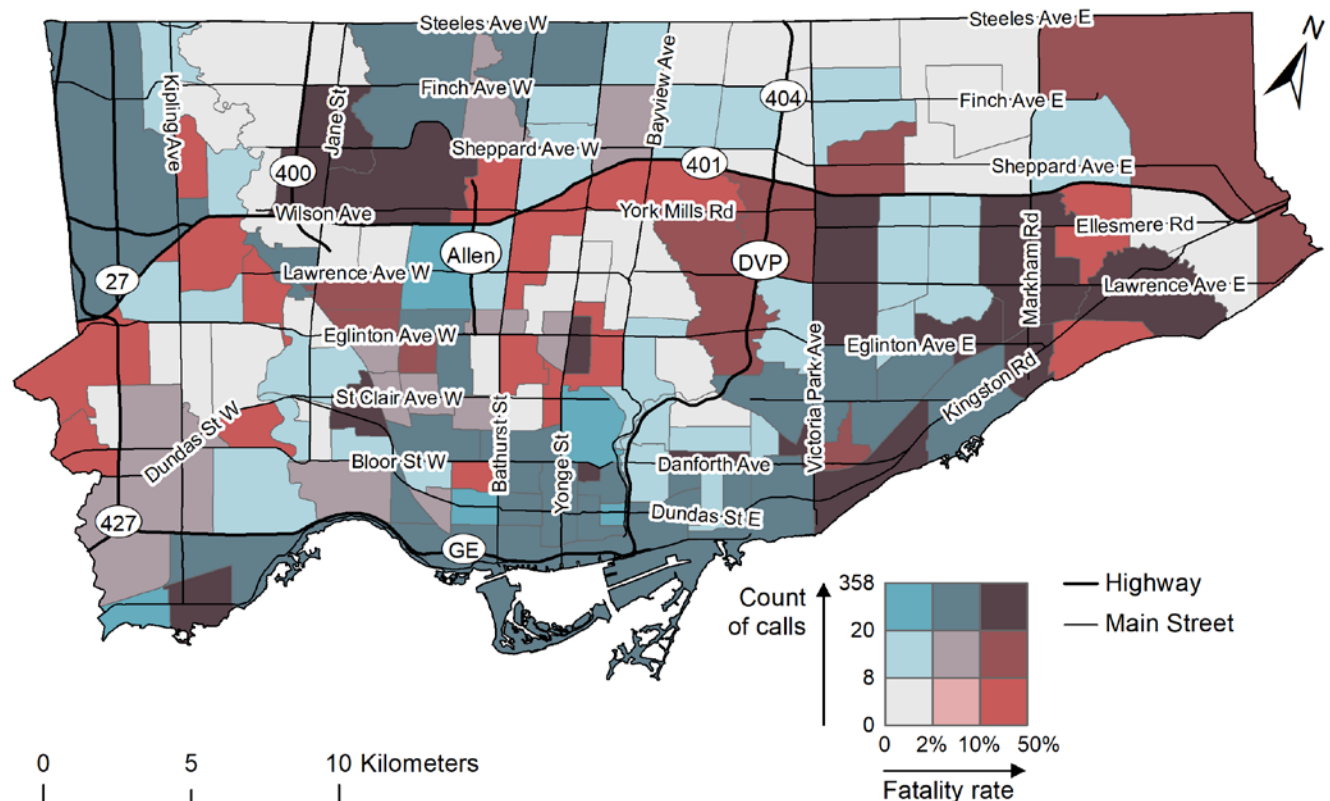 Steeles Ave W
Steeles Ave E
N
Kipling Ave
Jane St
Finch Ave W
Bayview Ave
404
Finch Ave E
Sheppard Ave W
401
Sheppard Ave E
400
Wilson Ave
York Mills Rd
Ellesmere Rd
27
Allen
DVP
Markham Rd
Lawrence Ave W
Lawrence Ave E
Eglinton Ave W
Eglinton Ave E
Victoria Park Ave
Kingston Rd
St Clair Ave W
Dundas St W
Bathurst St
Yonge St
Bloor St W
Danforth Ave
427
Dundas St E
GE
Count
of calls
358
20
8
0
0 2% 10% 50%
Fatality rate
Highway
Main Street
0 5 10 Kilometers